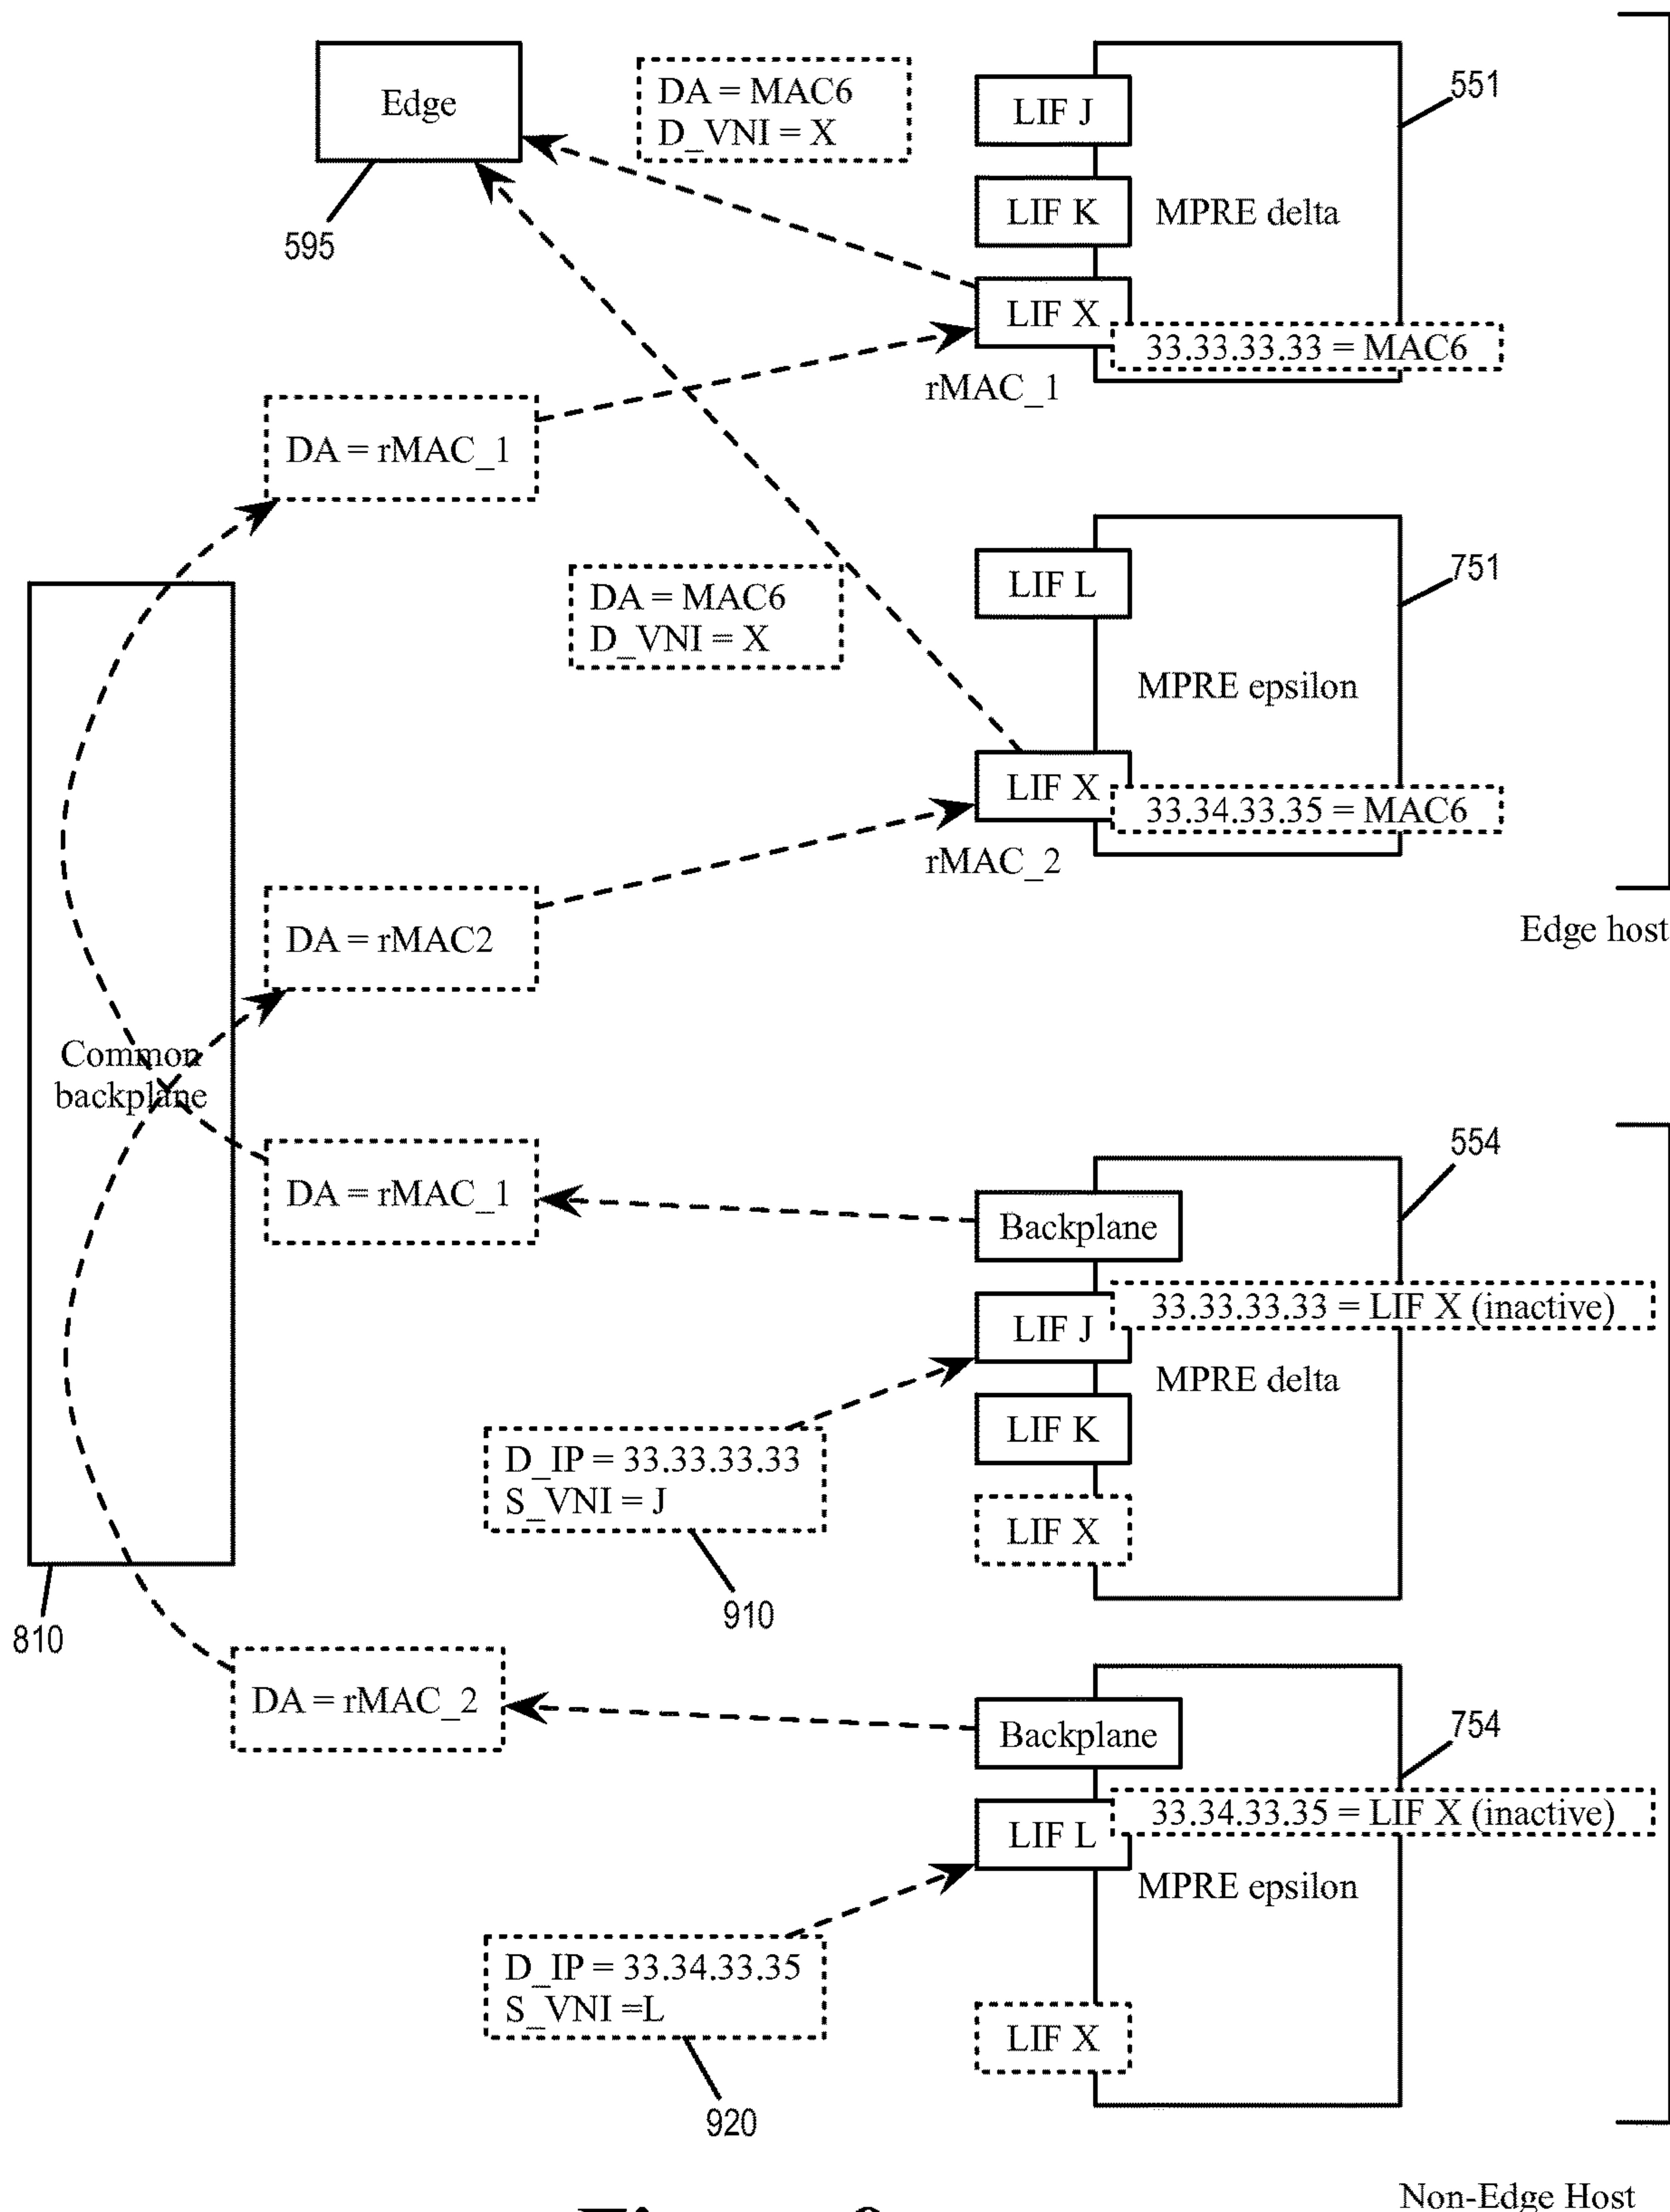 Edge
595
DA = MAC6
D_VNI = X
LIF J
LIF K
LIF X
MPRE delta
551
33.33.33.33 = MAC6
rMAC_1
DA = rMAC_1
DA = MAC6
D_VNI = X
LIF L
MPRE epsilon
751
LIF X
33.34.33.35 = MAC6
rMAC_2
DA = rMAC2
Edge host
Common
backplane
810
DA = rMAC_1
Backplane
554
33.33.33.33 = LIF X (inactive)
LIF J
MPRE delta
LIF K
LIF X
D_IP = 33.33.33.33
S_VNI = J
910
DA = rMAC_2
Backplane
754
33.34.33.35 = LIF X (inactive)
LIF L
MPRE epsilon
D_IP = 33.34.33.35
S_VNI =L
920
LIF X
Non-Edge Host